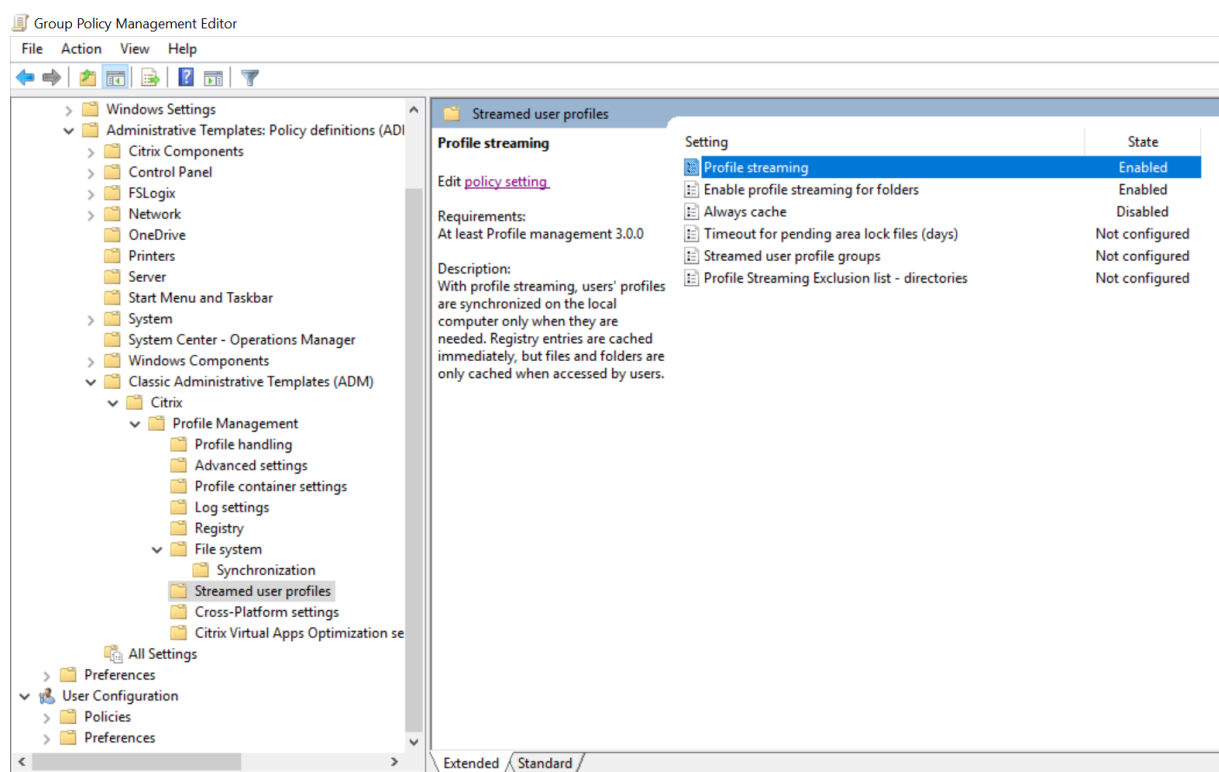 Group Policy Management Editor
File Action View Help
Windows Settings
Administrative Templates: Policy definitions (ADI
Citrix Components
Control Panel
FSLogix
Network
OneDrive
Printers
Server
Start Menu and Taskbar
System
System Center - Operations Manager
Windows Components
Classic Administrative Templates (ADM)
Citrix
Profile Management
Profile handling
Advanced settings
Profile container settings
Log settings
Registry
File system
Synchronization
Streamed user profiles
Cross-Platform settings
Citrix Virtual Apps Optimization se
All Settings
Preferences
User Configuration
Policies
Preferences
Streamed user profiles
Profile streaming
Edit policy setting
Requirements:
At least Profile management 3.0.0
Description:
With profile streaming, users' profiles
are synchronized on the local
computer only when they are
needed. Registry entries are cached
immediately, but files and folders are
only cached when accessed by users.
Setting State
Profile streaming Enabled
Enable profile streaming for folders Enabled
Always cache Disabled
Timeout for pending area lock files (days) Not configured
Streamed user profile groups Not configured
Profile Streaming Exclusion list - directories Not configured
Extended Standard